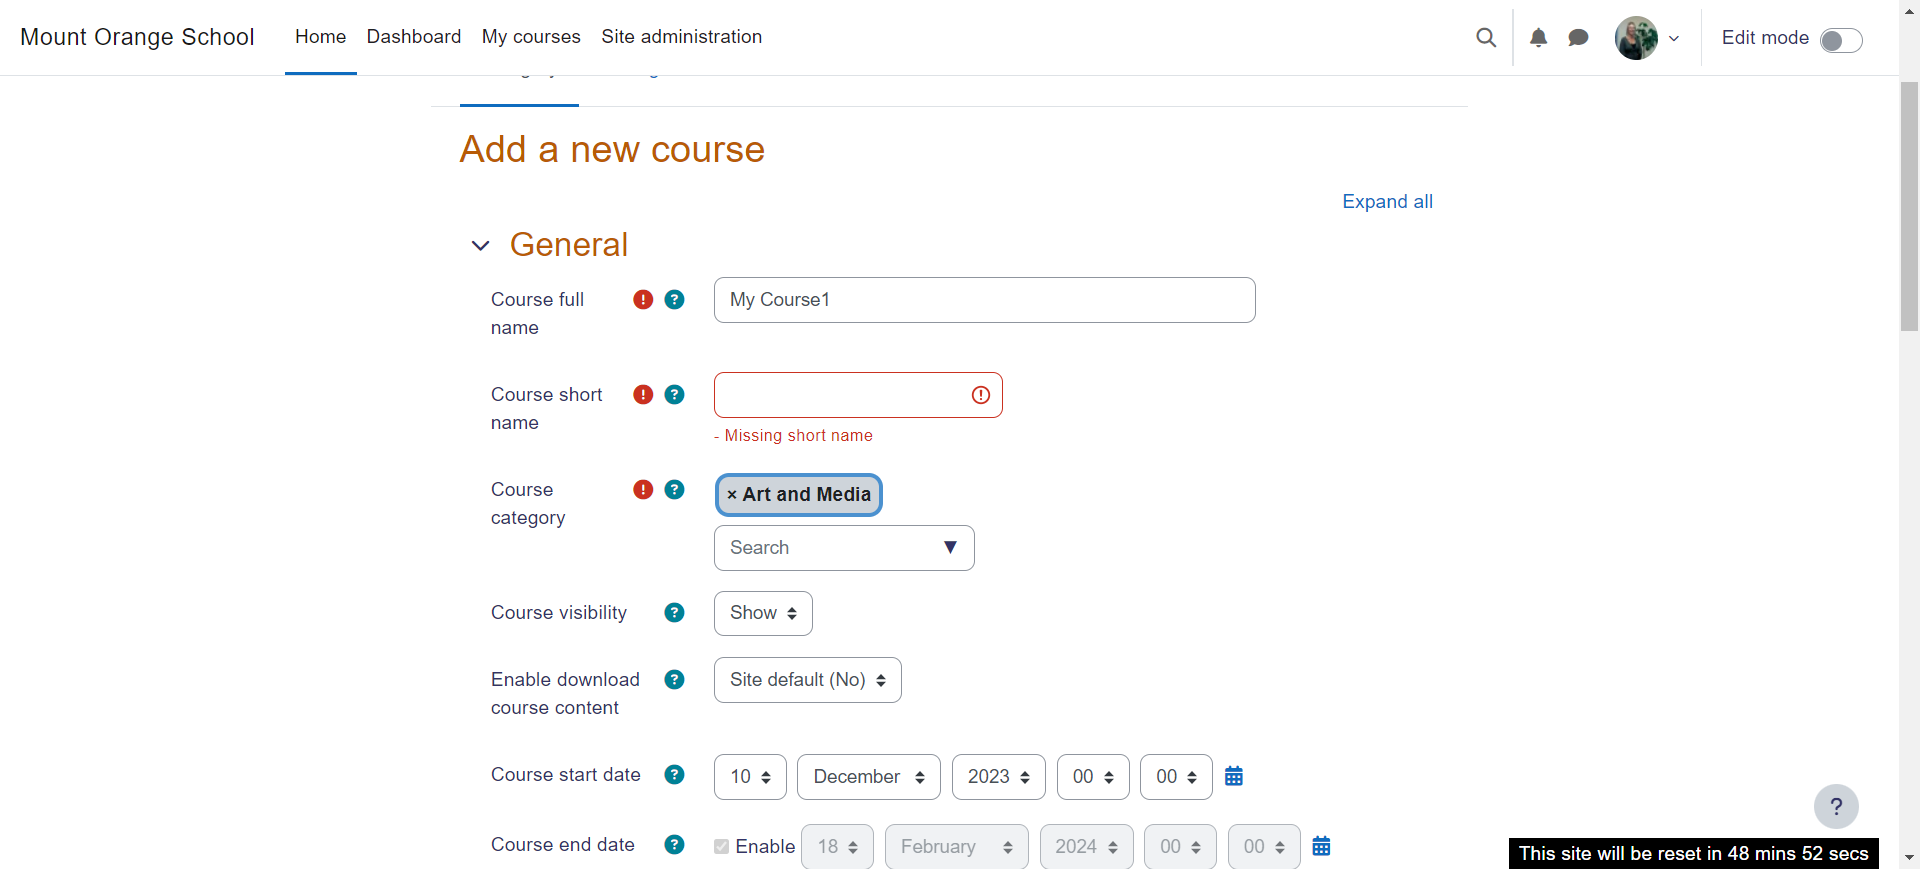 Mount Orange School Home Dashboard My courses Site administration Edit mode
Add a new course
Expand all
General
Course full name
My Course1
Course short name
- Missing short name
Course category
× Art and Media
Search
Course visibility
Show
Enable download course content
Site default (No)
Course start date
10 December 2023 00 00
Course end date
Enable 18 February 2024 00 00
?
This site will be reset in 48 mins 52 secs